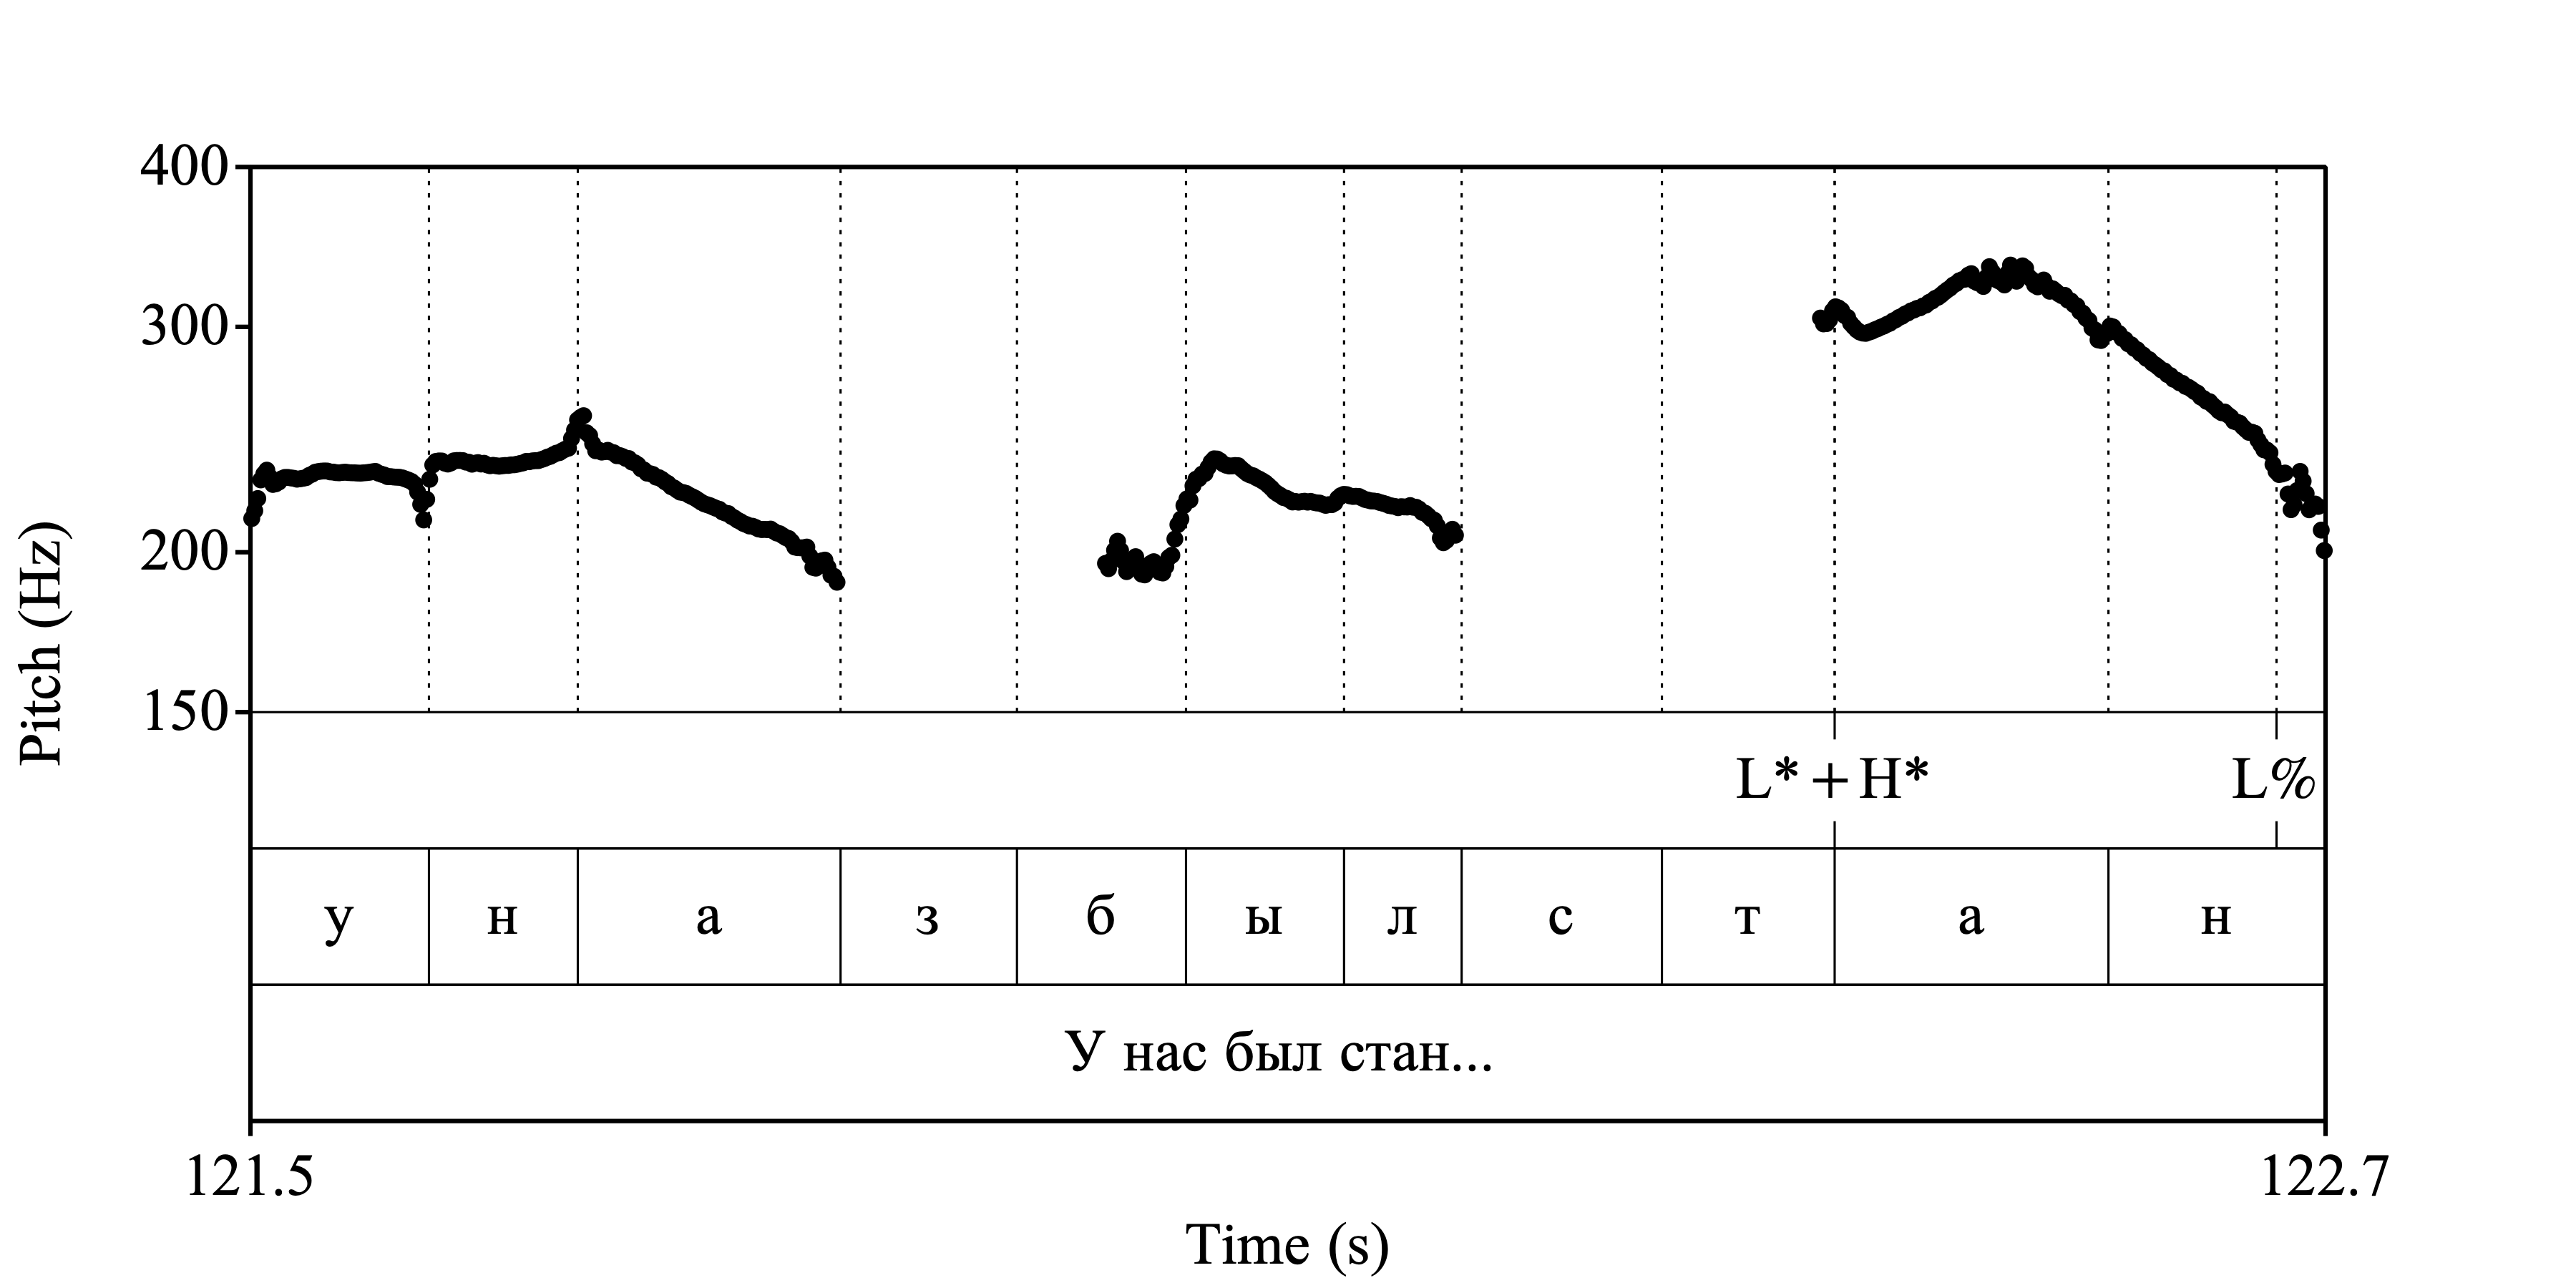 400
300
200
150
Pitch (Hz)
L*+H* L%
у н а з б ы л с т а н
У нас был стан...
121.5 122.7
Time (s)